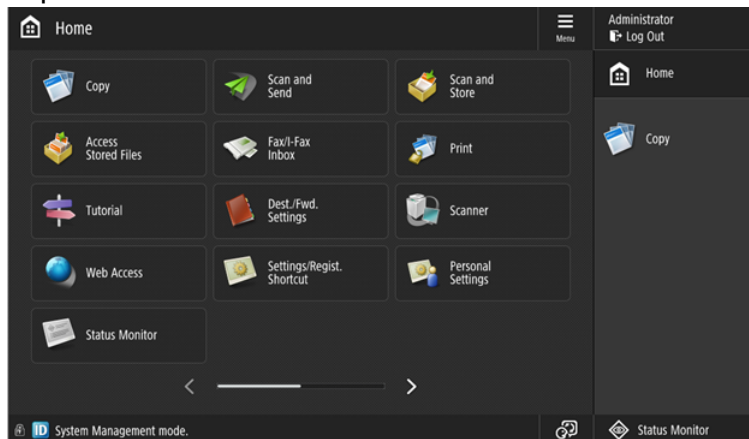 Home
Menu
Administrator
Log Out
Copy
Scan and
Send
Scan and
Store
Home
Access
Stored Files
Fax/I-Fax
Inbox
Print
Copy
Tutorial
Dest./Fwd.
Settings
Scanner
Web Access
Settings/Regist.
Shortcut
Personal
Settings
Status Monitor
ID System Management mode.
Status Monitor